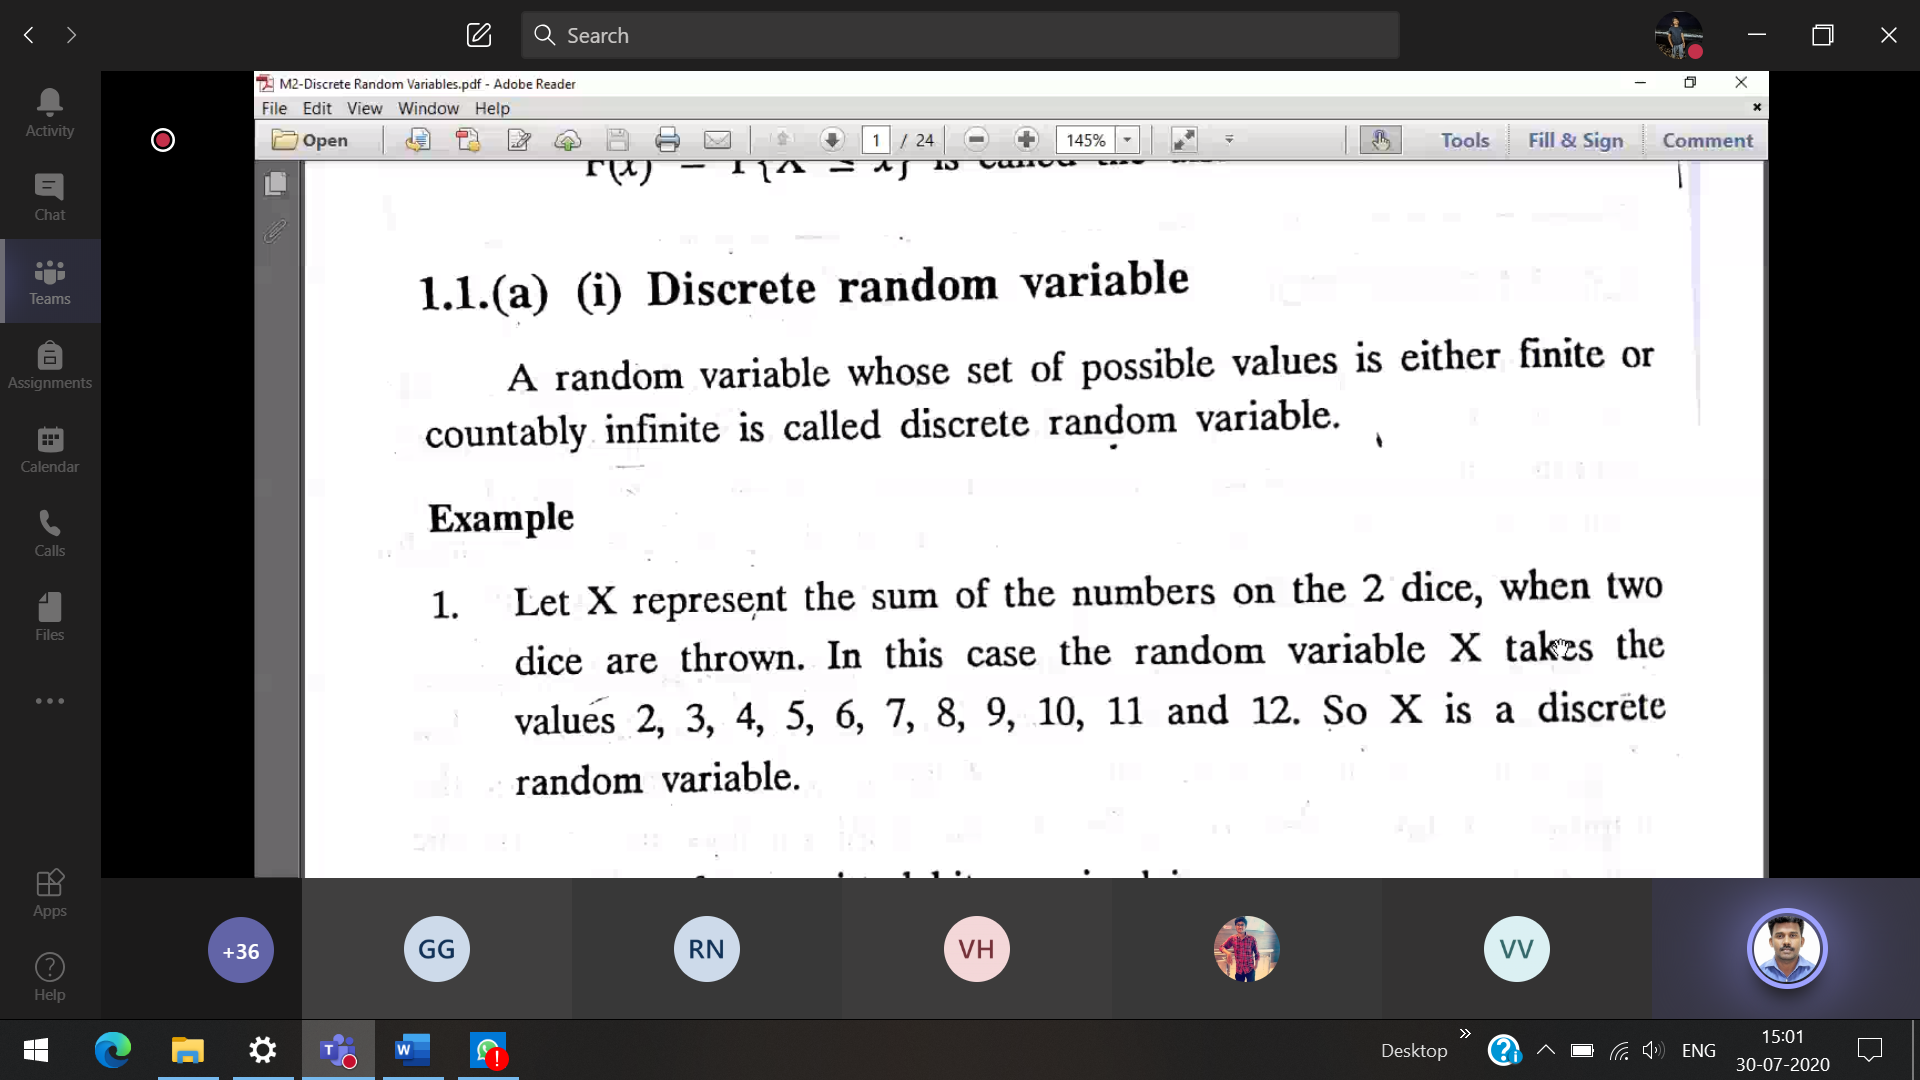 Search
M2-Discrete Random Variables.pdf - Adobe Reader
File Edit View Window Help
Open 1 / 24 145% Tools Fill & Sign Comment
F(x) = P{X ≤ x} is called the
1.1.(a) (i) Discrete random variable
A random variable whose set of possible values is either finite or
countably infinite is called discrete random variable.
Example
1. Let X represent the sum of the numbers on the 2 dice, when two
dice are thrown. In this case the random variable X takes the
values 2, 3, 4, 5, 6, 7, 8, 9, 10, 11 and 12. So X is a discrete
random variable.
Activity
Chat
Teams
Assignments
Calendar
Calls
Files
Apps
Help
+36 GG RN VH VV
Desktop ENG 15:01
30-07-2020